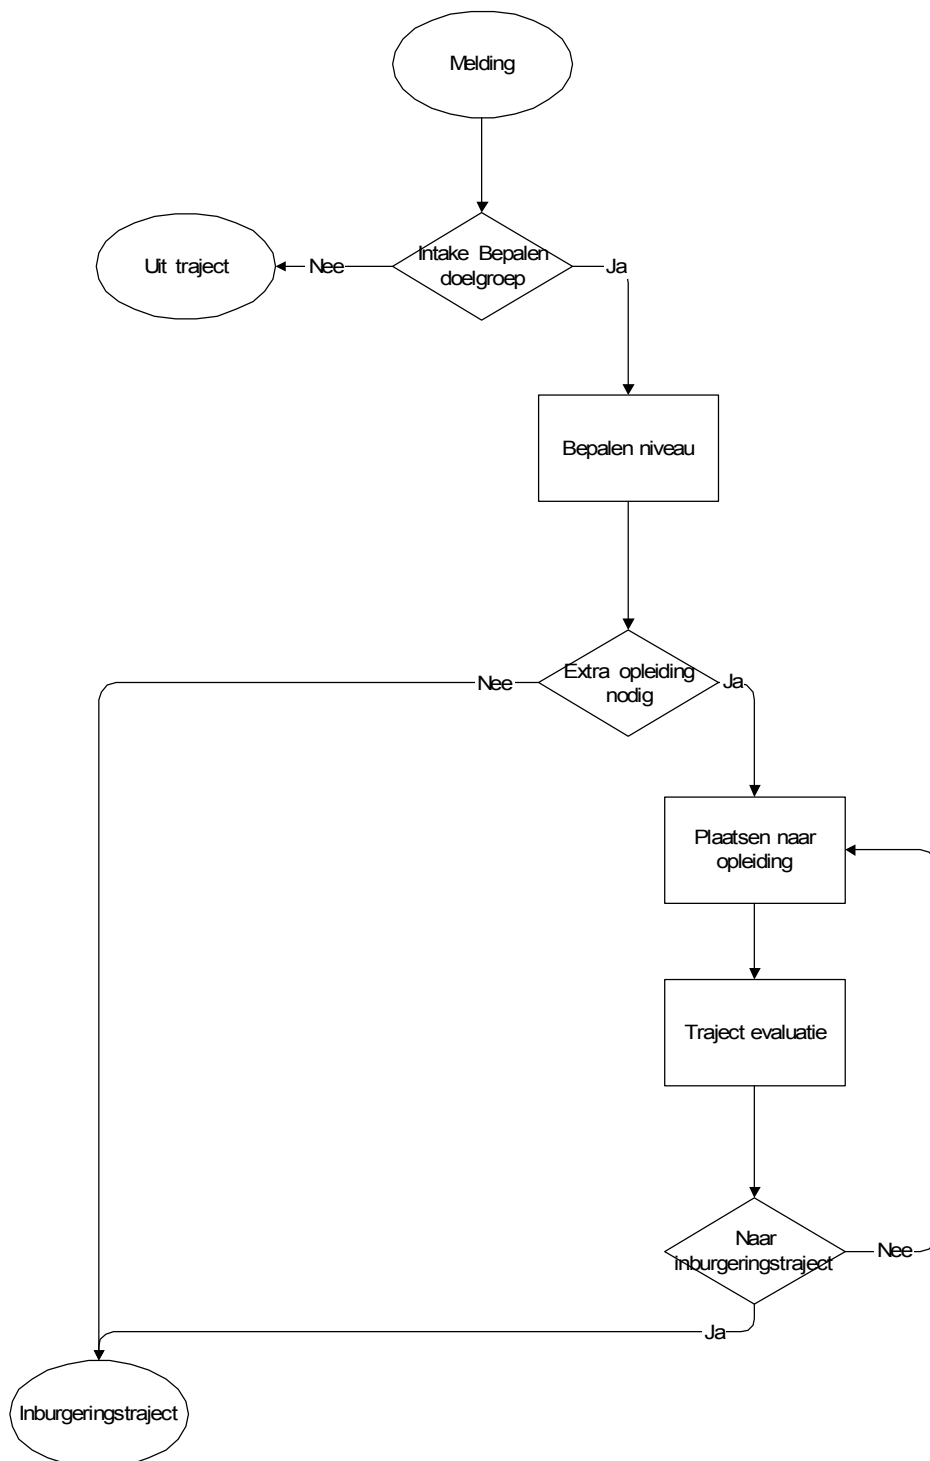 Melding
Intake Bepalen
doelgroep
Uit traject
Nee
Ja
Bepalen niveau
Extra opleiding
nodig
Nee
Ja
Plaatsen naar
opleiding
Traject evaluatie
Naar
inburgeringstraject
Nee
Ja
Inburgeringstraject